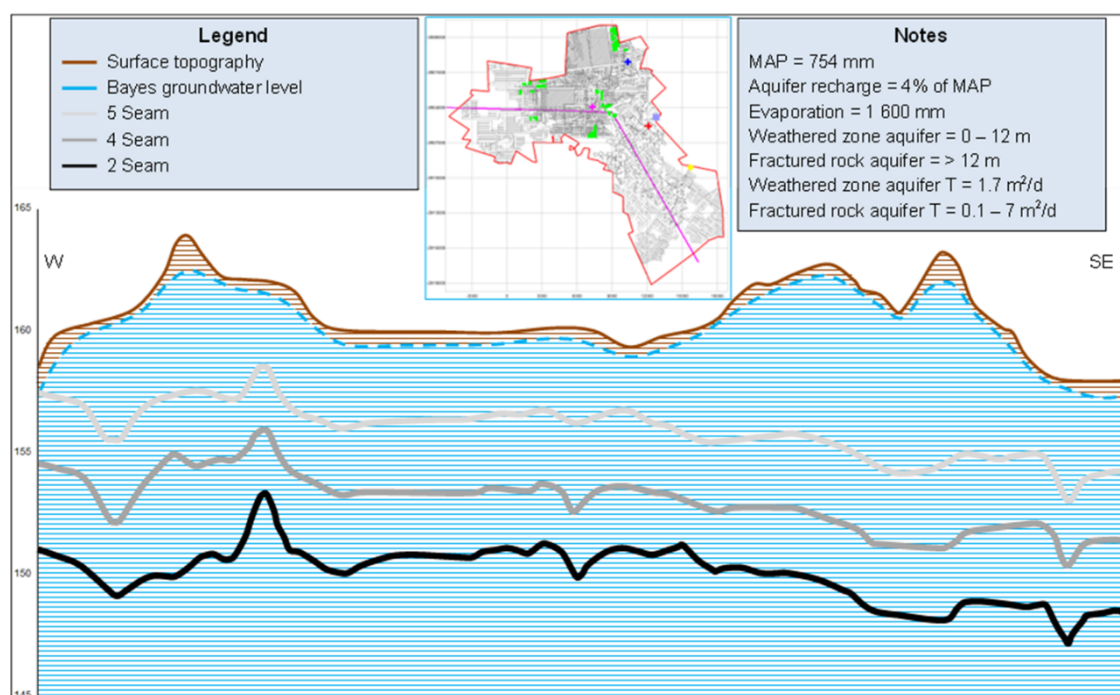 Legend
Surface topography
Bayes groundwater level
5 Seam
4 Seam
2 Seam
Notes
MAP = 754 mm
Aquifer recharge = 4% of MAP
Evaporation = 1 600 mm
Weathered zone aquifer = 0 – 12 m
Fractured rock aquifer = > 12 m
Weathered zone aquifer T = 1.7 m²/d
Fractured rock aquifer T = 0.1 – 7 m²/d
165
W
SE
160
155
150
145